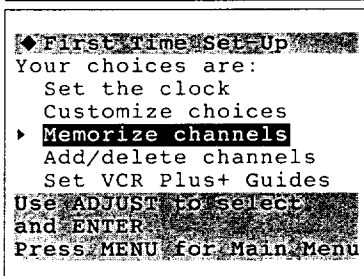 ◆First Time Set-Up
Your choices are:
Set the clock
Customize choices
▶ Memorize channels
Add/delete channels
Set VCR Plus+ Guides
Use ADJUST to select
and ENTER
Press MENU for Main Menu